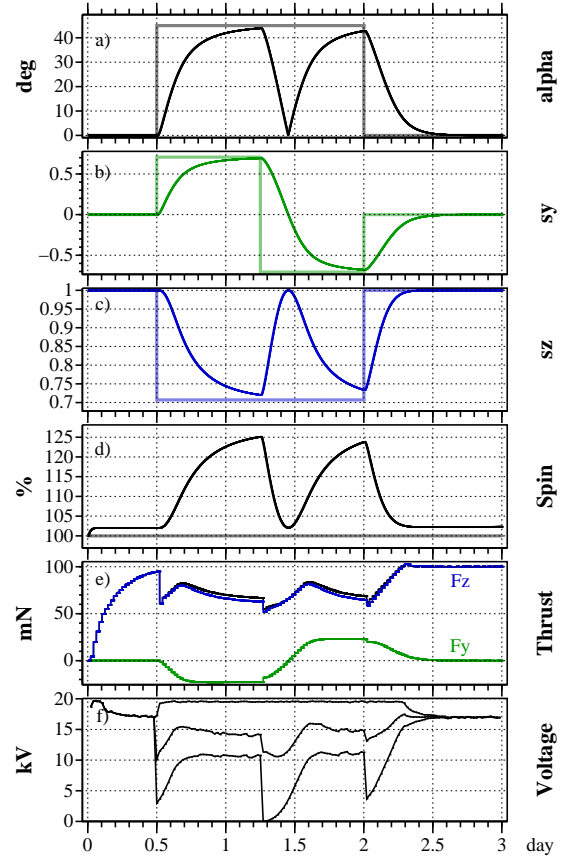 a)
40
30
20
10
0
deg
alpha
b)
0.5
0
−0.5
sy
c)
1
0.95
0.9
0.85
0.8
0.75
0.7
sz
d)
125
120
115
110
105
100
%
Spin
e)
100
50
0
mN
Fz
Fy
Thrust
f)
20
15
10
5
0
kV
Voltage
0 0.5 1 1.5 2 2.5 3 day